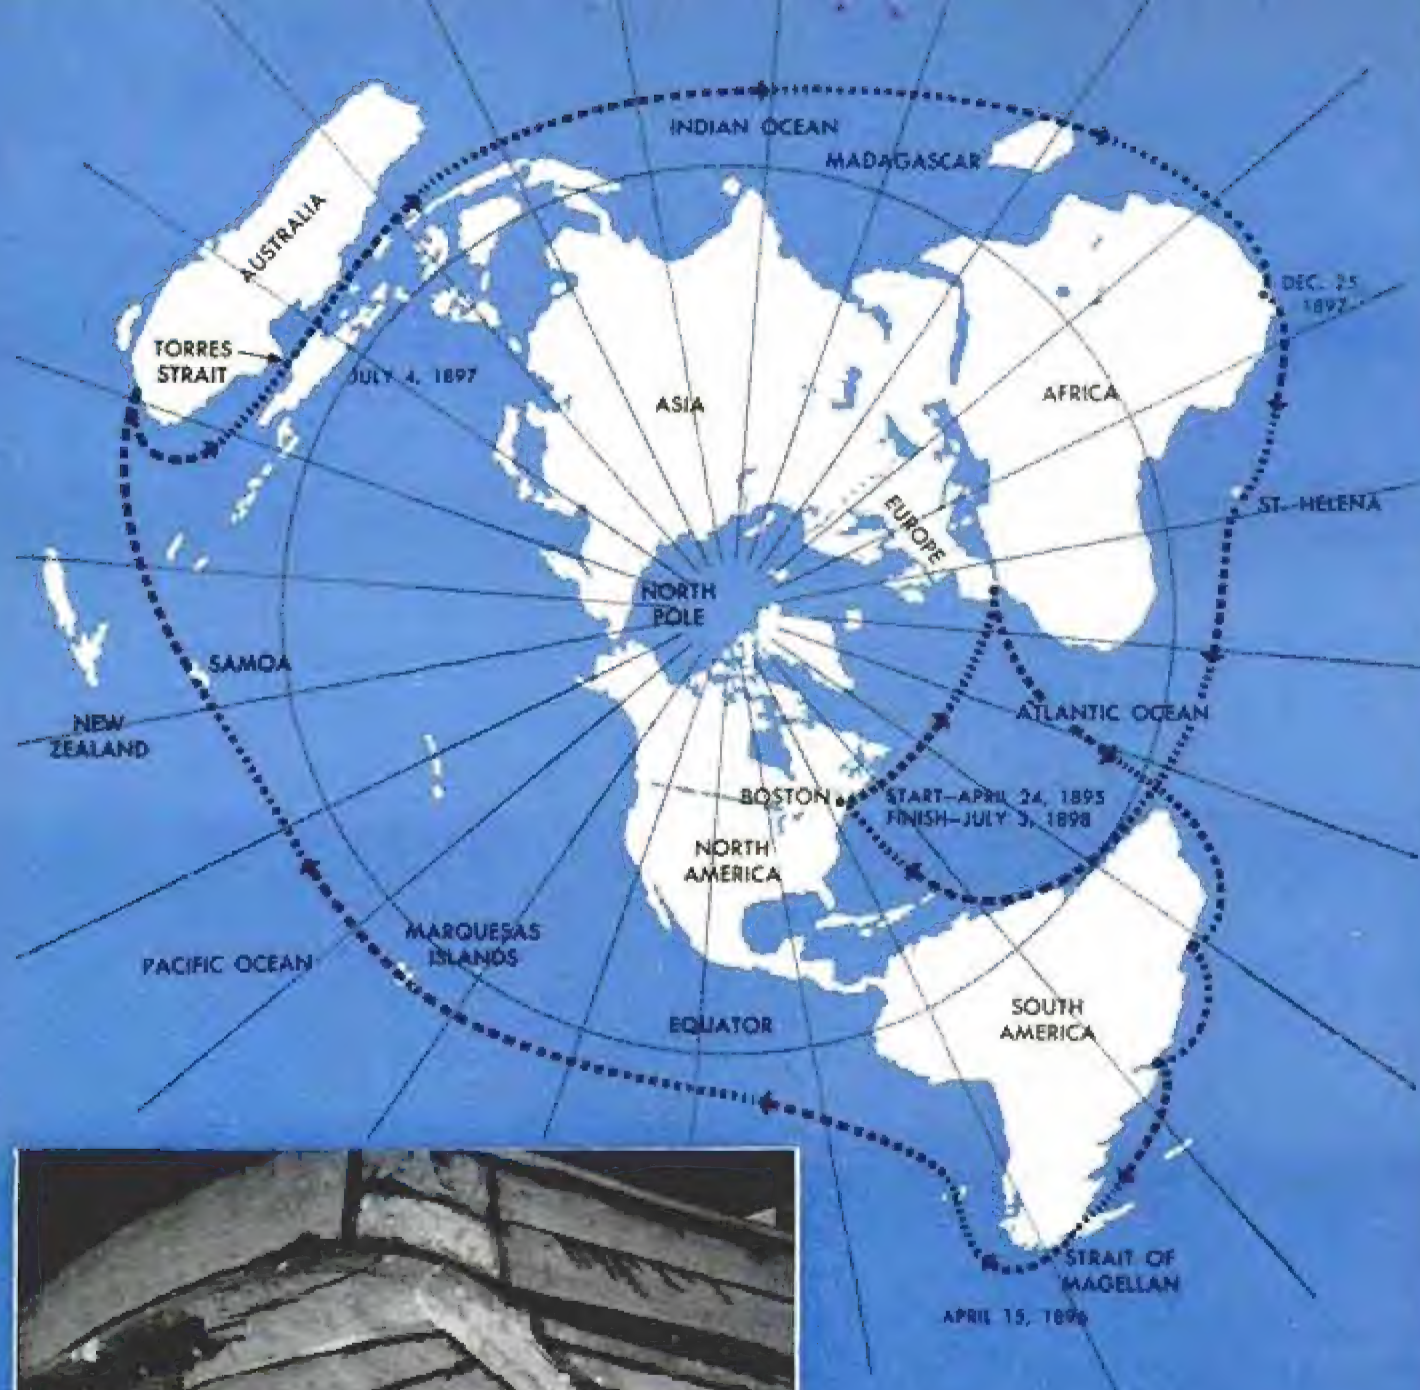 INDIAN OCEAN
MADAGASCAR
AUSTRALIA
DEC. 25
1897
TORRES
STRAIT
JULY 4, 1897
ASIA
AFRICA
ST. HELENA
EUROPE
NORTH
POLE
SAMOA
NEW
ZEALAND
ATLANTIC OCEAN
BOSTON
START—APRIL 24, 1895
FINISH—JULY 3, 1898
NORTH
AMERICA
MARQUESAS
ISLANDS
PACIFIC OCEAN
SOUTH
AMERICA
EQUATOR
STRAIT OF
MAGELLAN
APRIL 15, 1896